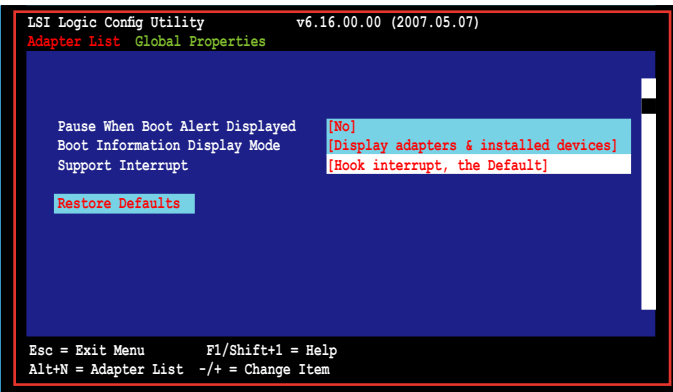 LSI Logic Config Utility v6.16.00.00 (2007.05.07)
Adapter List Global Properties
Pause When Boot Alert Displayed [No]
Boot Information Display Mode [Display adapters & installed devices]
Support Interrupt [Hook interrupt, the Default]
Restore Defaults
Esc = Exit Menu F1/Shift+1 = Help
Alt+N = Adapter List -/+ = Change Item